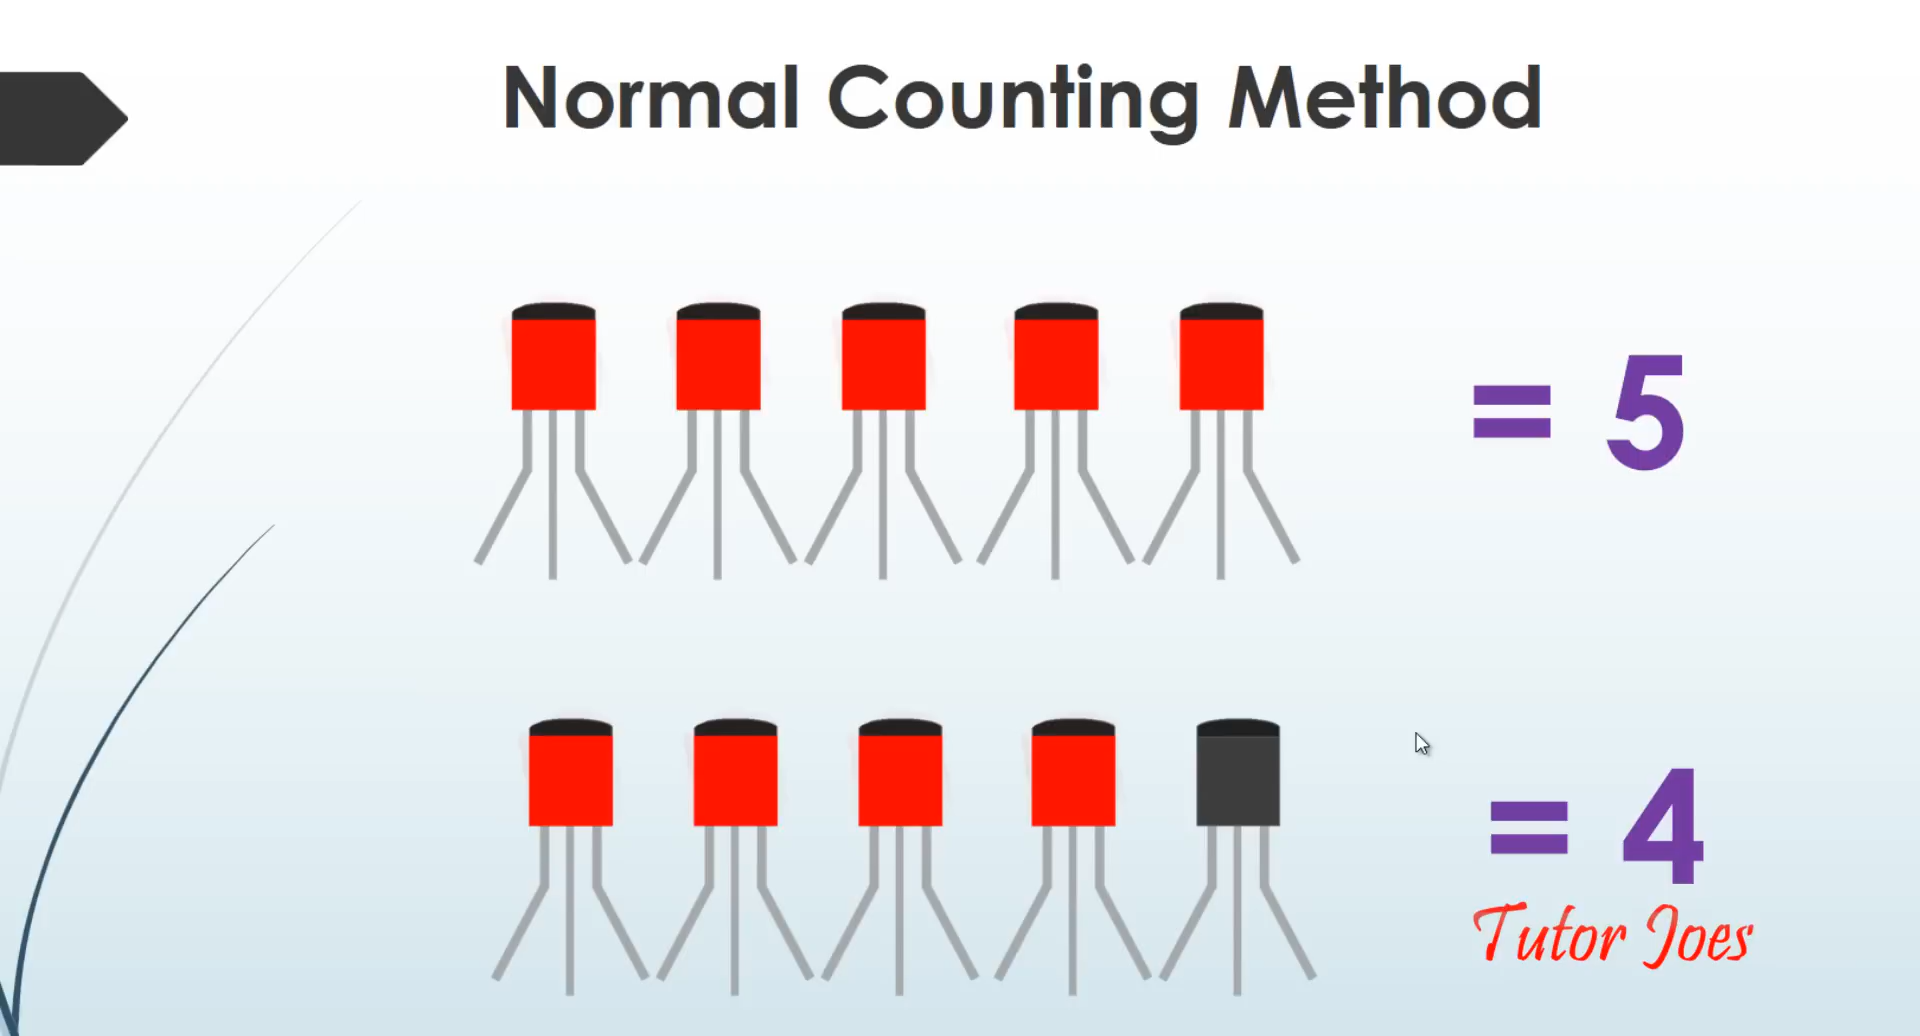 Normal Counting Method
= 5
= 4
Tutor Joes